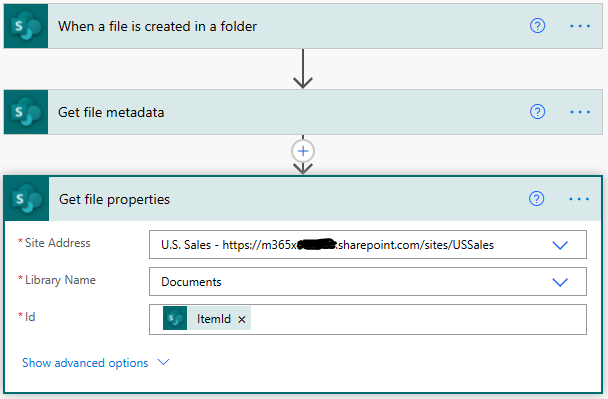 When a file is created in a folder
Get file metadata
Get file properties
* Site Address
U.S. Sales - https://m365x .sharepoint.com/sites/USSales
* Library Name
Documents
* Id
ItemId ×
Show advanced options